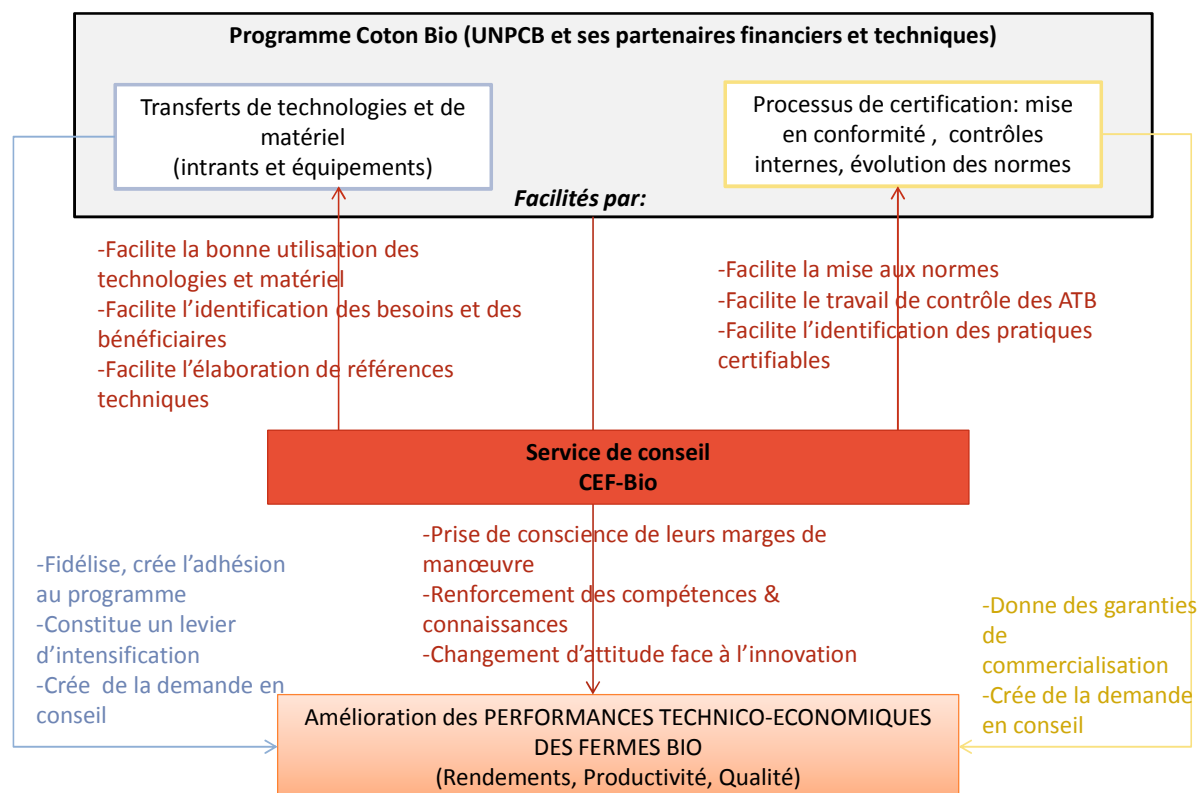 Programme Coton Bio (UNPCB et ses partenaires financiers et techniques)
Transferts de technologies et de
matériel
(intrants et équipements)
Processus de certification: mise
en conformité , contrôles
internes, évolution des normes
Facilités par:
-Facilite la bonne utilisation des
technologies et matériel
-Facilite l’identification des besoins et des
bénéficiaires
-Facilite l’élaboration de références
techniques
-Facilite la mise aux normes
-Facilite le travail de contrôle des ATB
-Facilite l’identification des pratiques
certifiables
Service de conseil
CEF-Bio
-Fidélise, crée l’adhésion
au programme
-Constitue un levier
d’intensification
-Crée de la demande en
conseil
-Prise de conscience de leurs marges de
manœuvre
-Renforcement des compétences &
connaissances
-Changement d’attitude face à l’innovation
-Donne des garanties
de
commercialisation
-Crée de la demande
en conseil
Amélioration des PERFORMANCES TECHNICO-ECONOMIQUES
DES FERMES BIO
(Rendements, Productivité, Qualité)